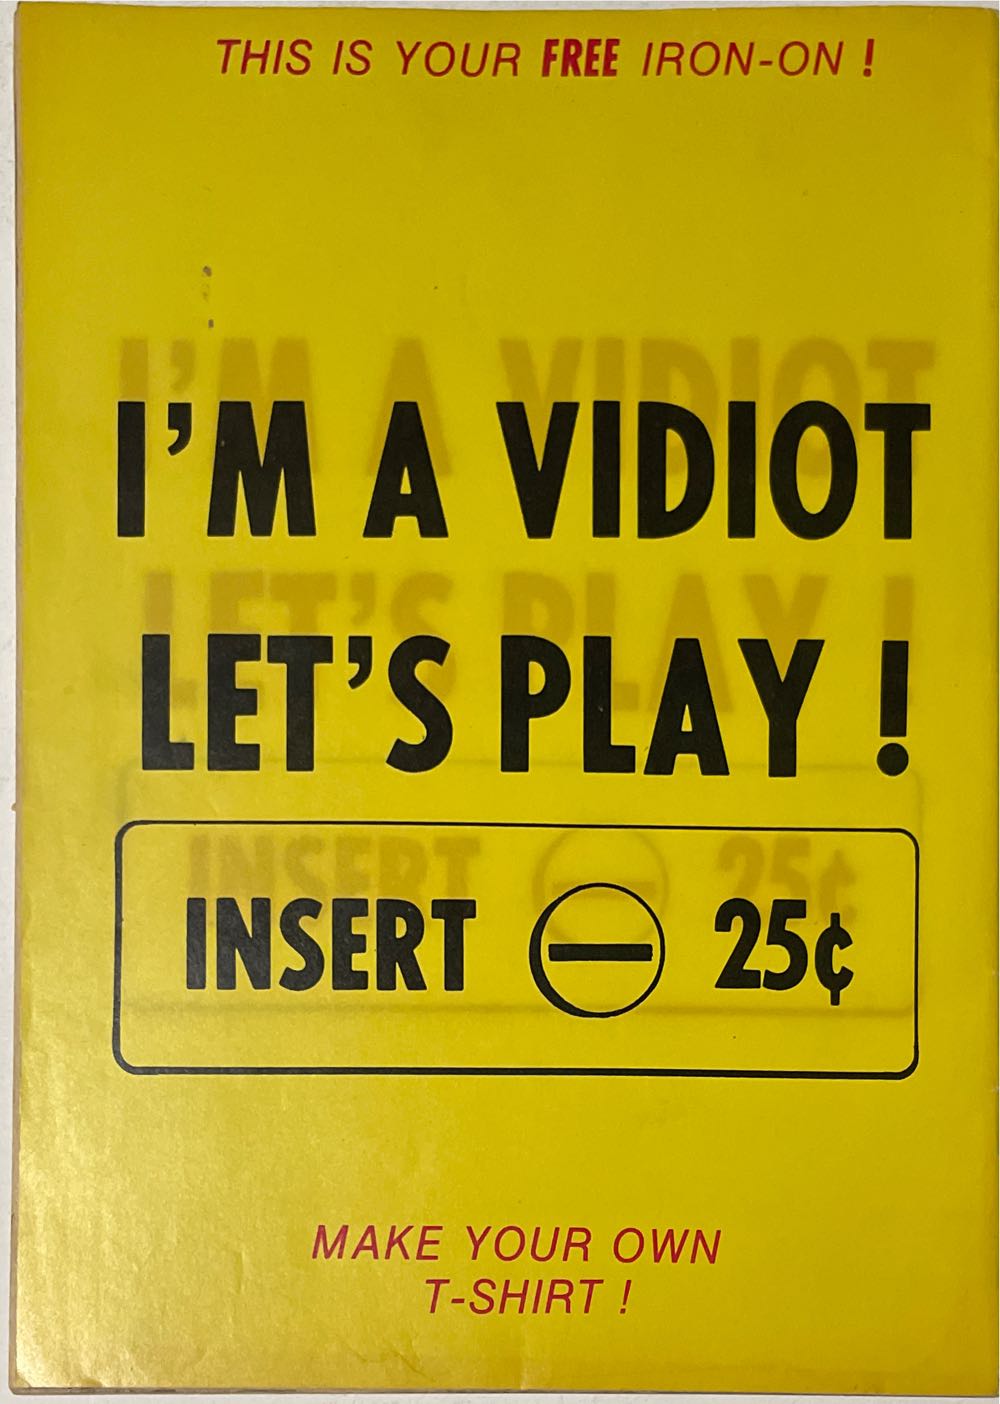 THIS IS YOUR FREE IRON-ON !
I'M A VIDIOT
LET'S PLAY !
INSERT 25¢
MAKE YOUR OWN
T-SHIRT !